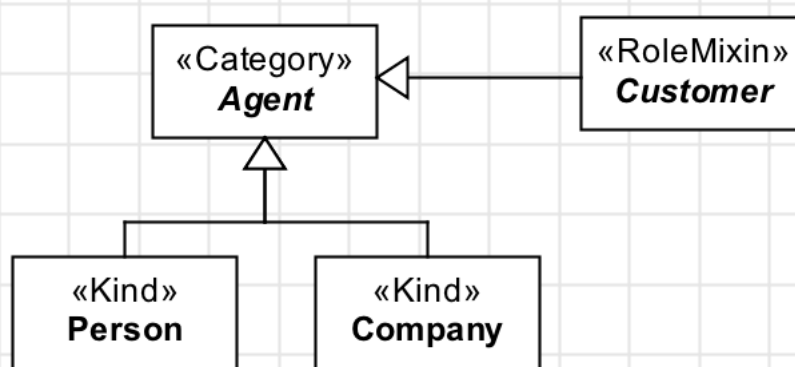 «Category»
Agent
«RoleMixin»
Customer
«Kind»
Person
«Kind»
Company